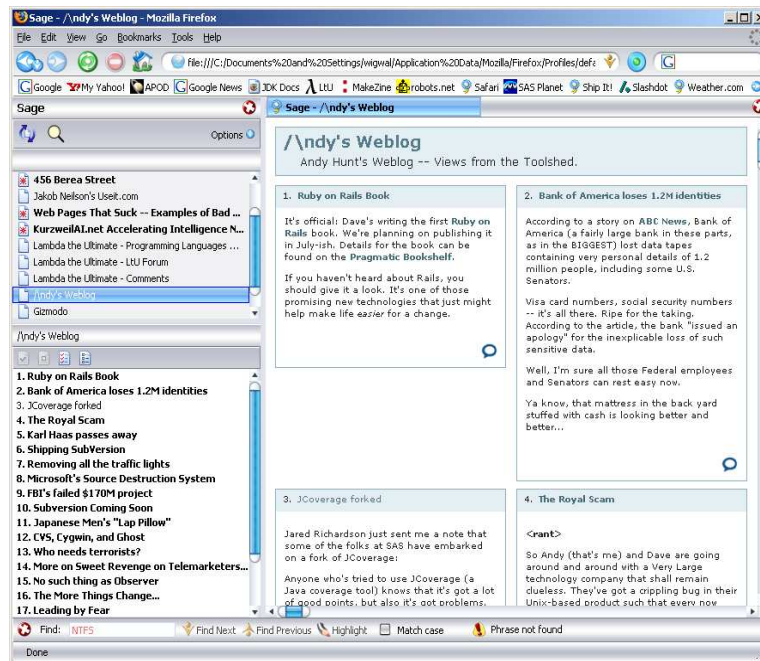 Sage - /\ndy's Weblog - Mozilla Firefox
File Edit View Go Bookmarks Tools Help
file:///C:/Documents%20and%20Settings/wigwal/Application%20Data/Mozilla/Firefox/Profiles/defa
Google My Yahoo! APOD Google News JDK Docs LtU MakeZine robots.net Safari SAS Planet Ship It! Slashdot Weather.com
Sage
Sage - /\ndy's Weblog
Options
456 Berea Street
Jakob Neilson's Useit.com
Web Pages That Suck -- Examples of Bad ...
KurzweilAI.net Accelerating Intelligence N...
Lambda the Ultimate - Programming Languages ...
Lambda the Ultimate - LtU Forum
Lambda the Ultimate - Comments
/\ndy's Weblog
Gizmodo
/\ndy's Weblog
1. Ruby on Rails Book
2. Bank of America loses 1.2M identities
3. JCoverage forked
4. The Royal Scam
5. Karl Haas passes away
6. Shipping SubVersion
7. Removing all the traffic lights
8. Microsoft's Source Destruction System
9. FBI's failed $170M project
10. Subversion Coming Soon
11. Japanese Men's "Lap Pillow"
12. CVS, Cygwin, and Ghost
13. Who needs terrorists?
14. More on Sweet Revenge on Telemarketers...
15. No such thing as Observer
16. The More Things Change...
17. Leading by Fear
/\ndy's Weblog
Andy Hunt's Weblog -- Views from the Toolshed.
1. Ruby on Rails Book
It's official: Dave's writing the first Ruby on
Rails book. We're planning on publishing it
in July-ish. Details for the book can be
found on the Pragmatic Bookshelf.
If you haven't heard about Rails, you
should give it a look. It's one of those
promising new technologies that just might
help make life easier for a change.
2. Bank of America loses 1.2M identities
According to a story on ABC News, Bank of
America (a fairly large bank in these parts,
as in the BIGGEST) lost data tapes
containing very personal details of 1.2
million people, including some U.S.
Senators.
Visa card numbers, social security numbers
-- it's all there. Ripe for the taking.
According to the article, the bank "issued an
apology" for the inexplicable loss of such
sensitive data.
Well, I'm sure all those Federal employees
and Senators can rest easy now.
Ya know, that mattress in the back yard
stuffed with cash is looking better and
better...
3. JCoverage forked
Jared Richardson just sent me a note that
some of the folks at SAS have embarked
on a fork of JCoverage:
Anyone who's tried to use JCoverage (a
Java coverage tool) knows that it's got a lot
of good points, but also it's got problems.
4. The Royal Scam
<rant>
So Andy (that's me) and Dave are going
around and around with a Very Large
technology company that shall remain
clueless. They've got a crippling bug in their
Unix-based product such that every now
Find: NTFS Find Next Find Previous Highlight Match case Phrase not found
Done